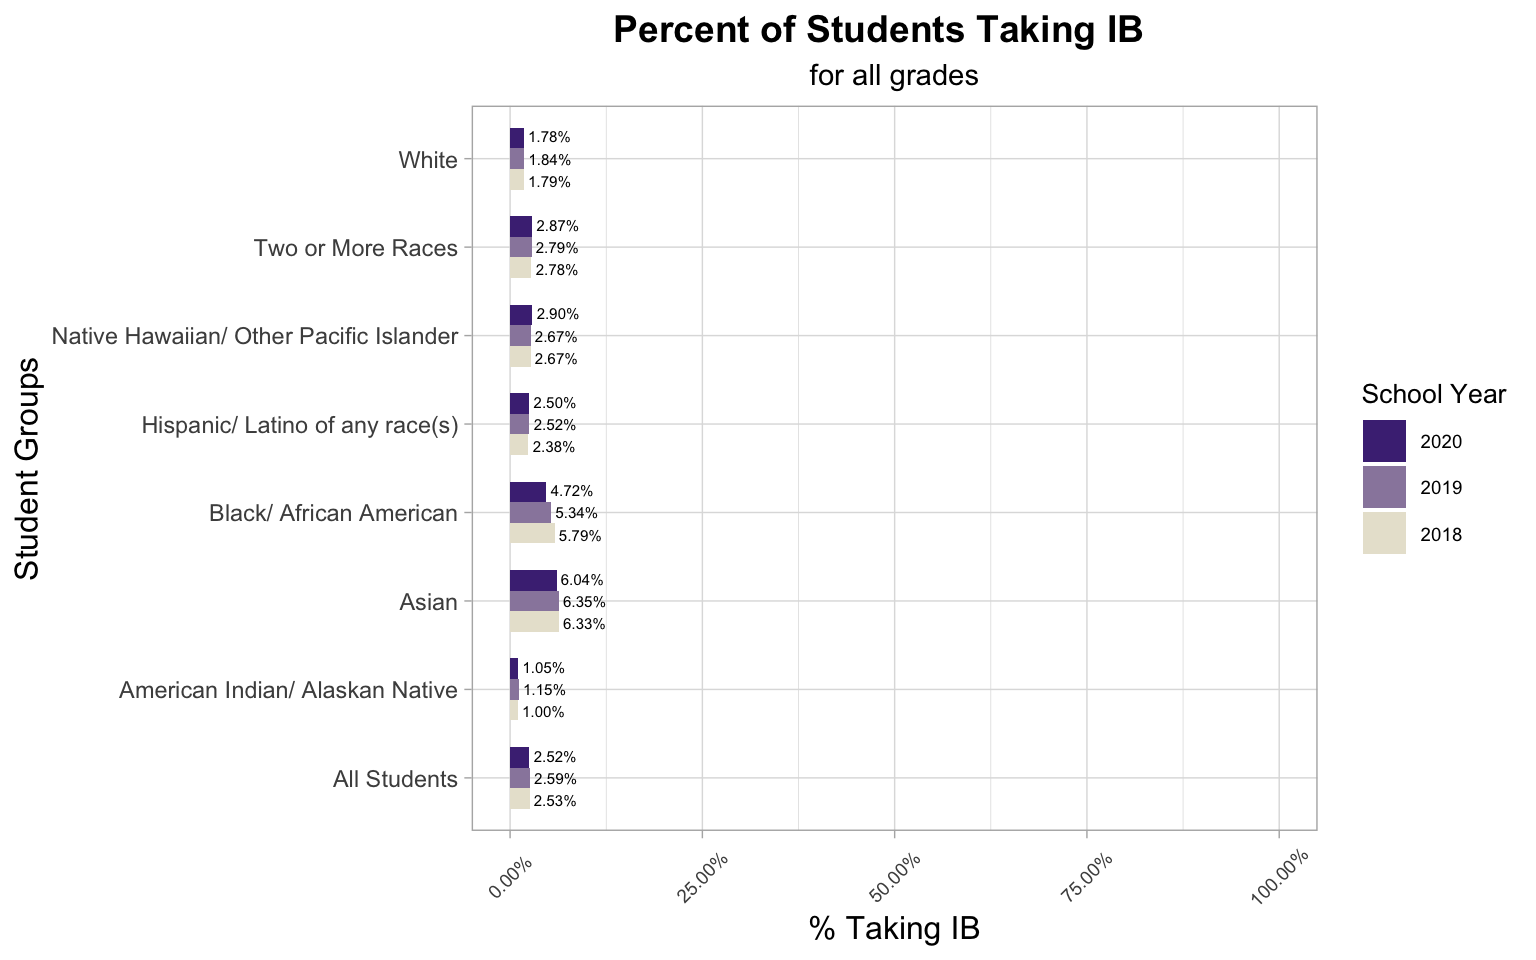 Percent of Students Taking IB
for all grades
Student Groups
White
1.78%
1.84%
1.79%
Two or More Races
2.87%
2.79%
2.78%
Native Hawaiian/ Other Pacific Islander
2.90%
2.67%
2.67%
Hispanic/ Latino of any race(s)
2.50%
2.52%
2.38%
Black/ African American
4.72%
5.34%
5.79%
Asian
6.04%
6.35%
6.33%
American Indian/ Alaskan Native
1.05%
1.15%
1.00%
All Students
2.52%
2.59%
2.53%
0.00%
25.00%
50.00%
75.00%
100.00%
% Taking IB
School Year
2020
2019
2018